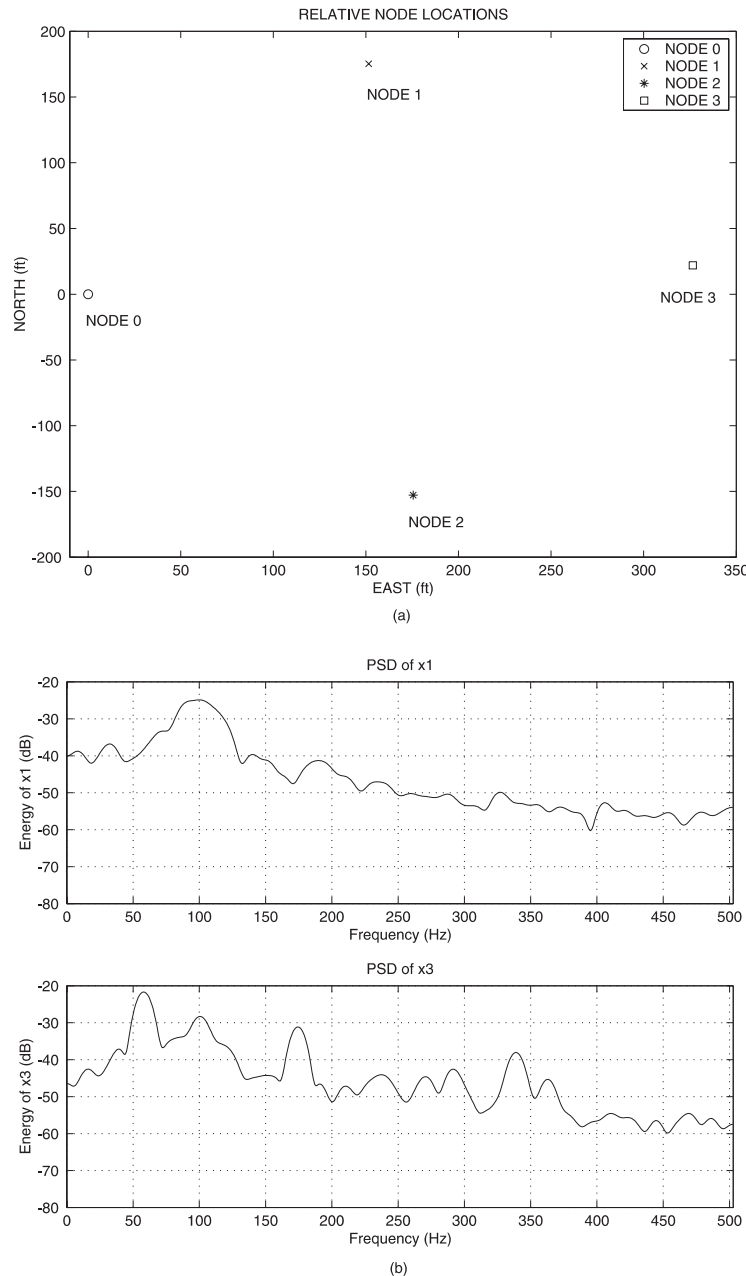 RELATIVE NODE LOCATIONS
200
150
100
50
0
-50
-100
-150
-200
NORTH (ft)
NODE 0
NODE 1
NODE 2
NODE 3
NODE 1
NODE 3
NODE 0
NODE 2
0 50 100 150 200 250 300 350
EAST (ft)
(a)
PSD of x1
-20
-30
-40
-50
-60
-70
-80
Energy of x1 (dB)
0 50 100 150 200 250 300 350 400 450 500
Frequency (Hz)
PSD of x3
-20
-30
-40
-50
-60
-70
-80
Energy of x3 (dB)
0 50 100 150 200 250 300 350 400 450 500
Frequency (Hz)
(b)